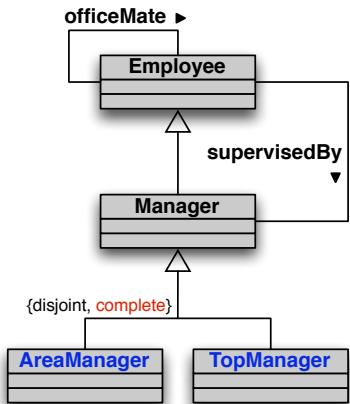 officeMate ▶
Employee
supervisedBy
▼
Manager
{disjoint, complete}
AreaManager
TopManager